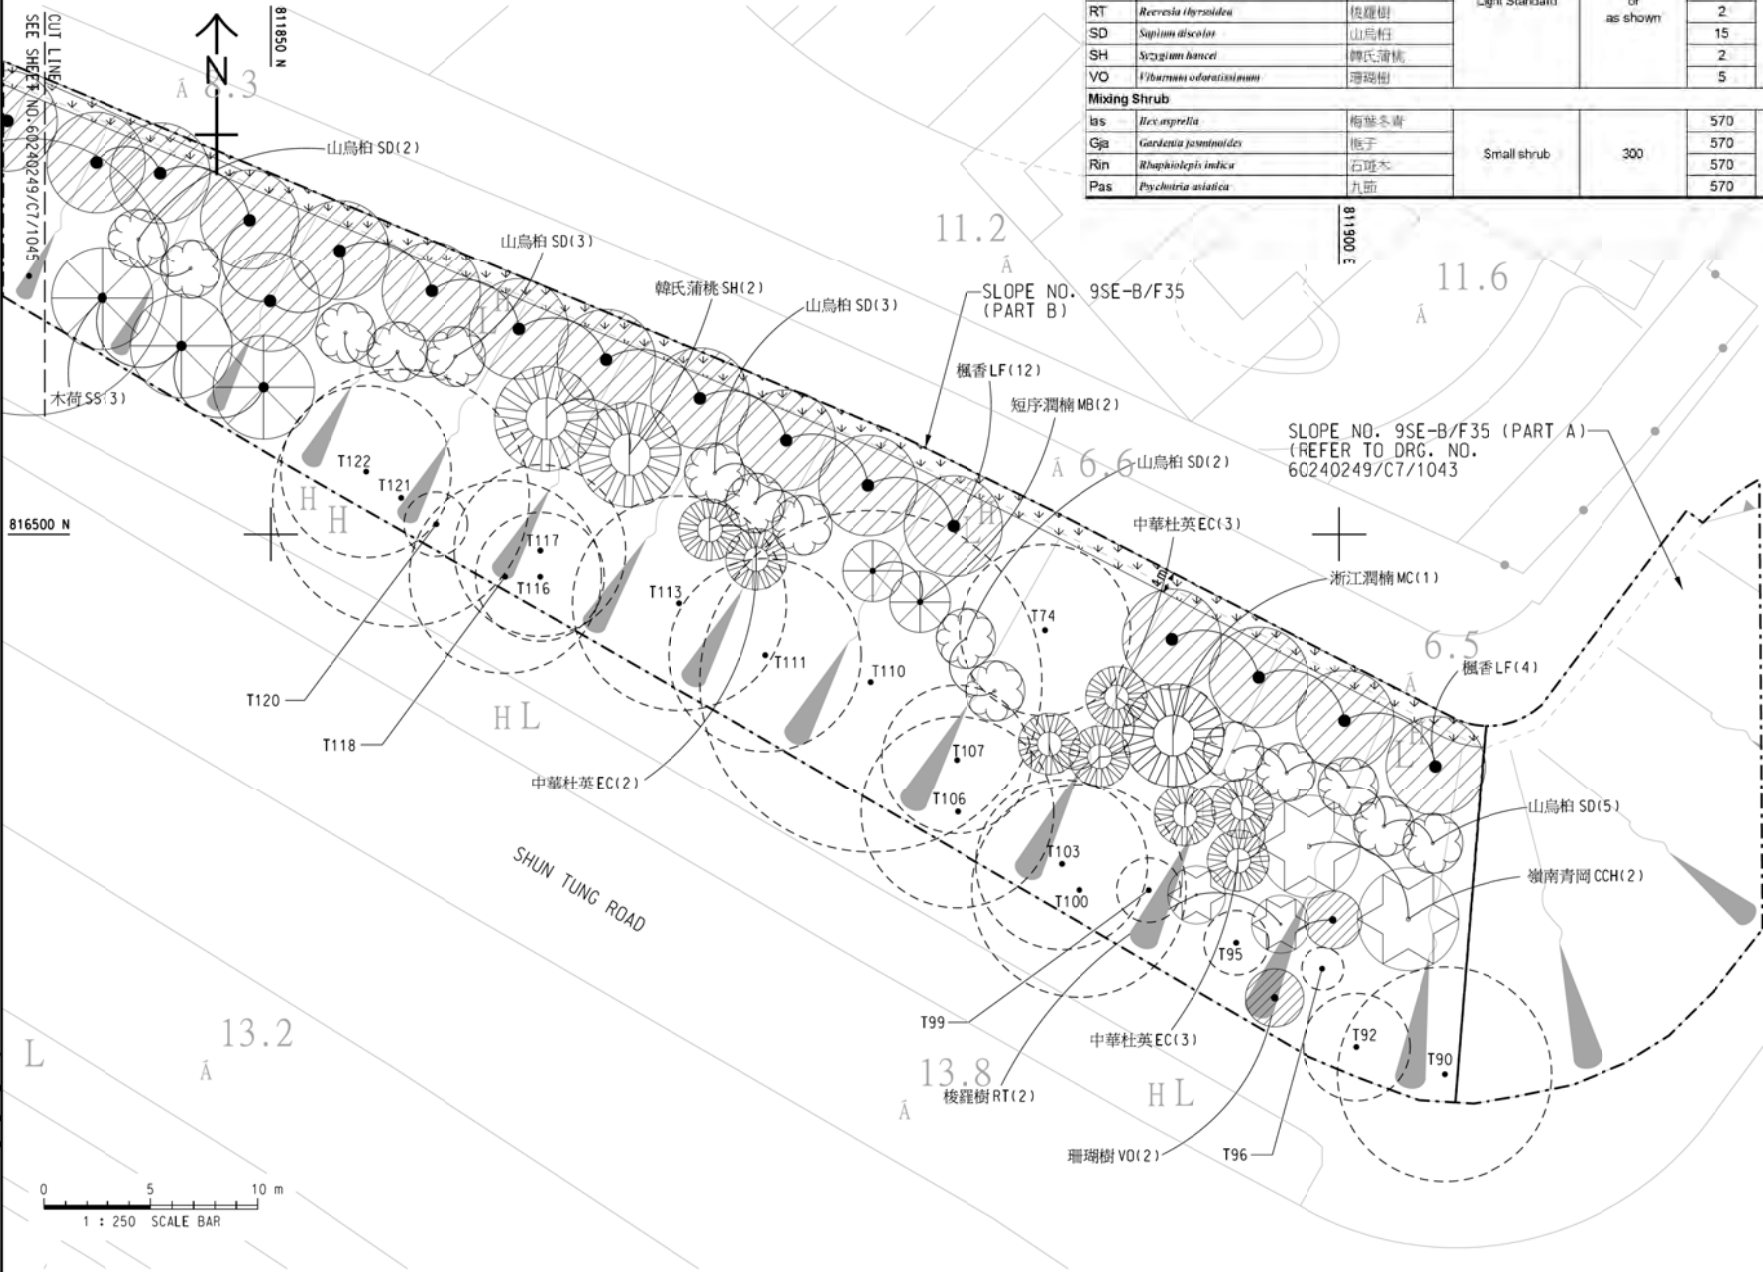 CUT LINE
SEE SHEET NO.60240249/C7/1045
N
811850 N
8.3
RT Reevesia thyrsoidea 梭羅樹 Light Standard or as shown 2
SD Sapium discolor 山烏桕 15
SH Syzygium hancei 韓氏蒲桃 2
VO Viburnum odoratissimum 珊瑚樹 5
Mixing Shrub
Ias Ilex asprella 梅葉冬青 Small shrub 300 570
Gja Gardenia jasminoides 梔子 570
Rin Rhaphiolepis indica 石斑木 570
Pas Psychotria asiatica 九節 570
811900 E
山烏柏 SD(2)
山烏柏 SD(3)
韓氏蒲桃 SH(2)
山烏柏 SD(3)
11.2
SLOPE NO. 9SE-B/F35
(PART B)
11.6
楓香 LF(12)
短序潤楠 MB(2)
木荷 SS(3)
SLOPE NO. 9SE-B/F35 (PART A)
(REFER TO DRG. NO.
60240249/C7/1043
6.6
山烏柏 SD(2)
H
L
T122
T121
H
H
816500 N
中華杜英 EC(3)
H
L
T117
T116
T113
4m
浙江潤楠 MC(1)
T74
6.5
楓香 LF(4)
T111
T110
T120
H L
T118
T107
H
L
中華杜英 EC(2)
T106
山烏柏 SD(5)
SHUN TUNG ROAD
T103
T100
嶺南青岡 CCH(2)
T95
T99
13.2
L
中華杜英 EC(3)
T92
T90
13.8
梭羅樹 RT(2)
H L
珊瑚樹 VO(2)
T96
0 5 10 m
1 : 250 SCALE BAR